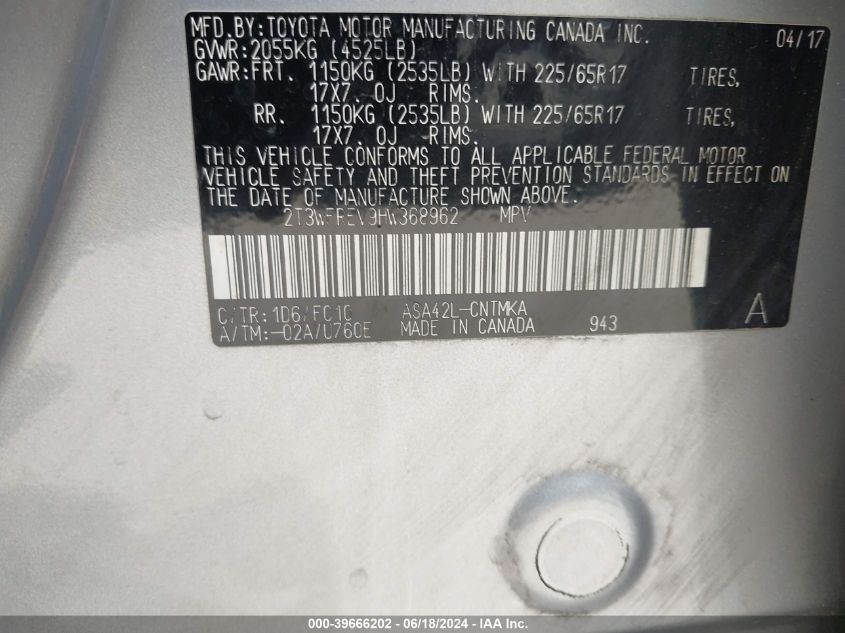 MFD.BY:TOYOTA MOTOR MANUFACTURING CANADA INC. 04/17
GVWR:2055KG (4525LB)
GAWR:FRT. 1150KG (2535LB) WITH 225/65R17 TIRES,
17X7.0J RIMS.
RR. 1150KG (2535LB) WITH 225/65R17 TIRES,
17X7.0J RIMS.
THIS VEHICLE CONFORMS TO ALL APPLICABLE FEDERAL MOTOR
VEHICLE SAFETY AND THEFT PREVENTION STANDARDS IN EFFECT ON
THE DATE OF MANUFACTURE SHOWN ABOVE.
2T3WFREV9HW368962 MPV
C/TR:1D6/FC10 ASA42L-CNTMKA A
A/TM:-02A/U760E MADE IN CANADA 943
000-39666202 - 06/18/2024 - IAA Inc.